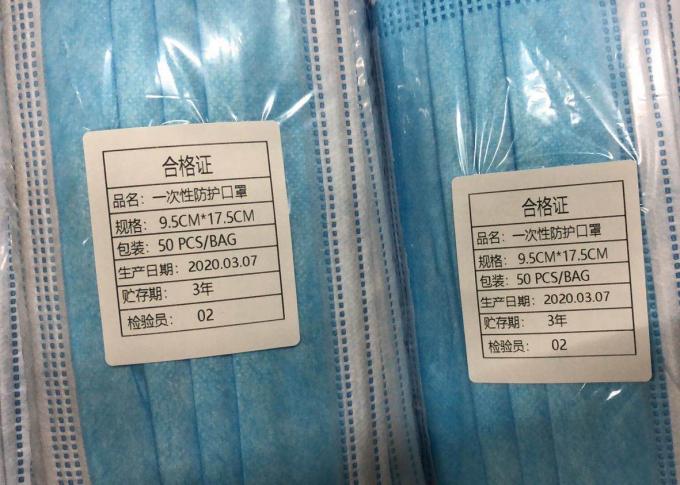 合格证
品名：一次性防护口罩
规格：9.5CM*17.5CM
包装：50 PCS/BAG
生产日期：2020.03.07
贮存期：3年
检验员：02
合格证
品名：一次性防护口罩
规格：9.5CM*17.5CM
包装：50 PCS/BAG
生产日期：2020.03.07
贮存期：3年
检验员：02